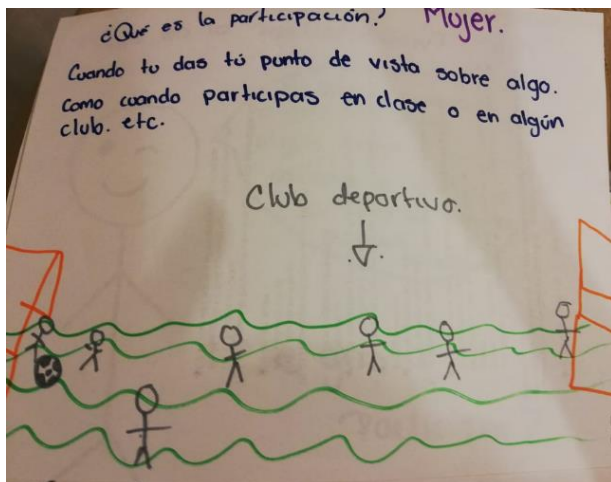 ¿Qué es la participación? Mujer.
Cuando tu das tú punto de vista sobre algo.
Como cuando participas en clase o en algún
club. etc.
Club deportivo.